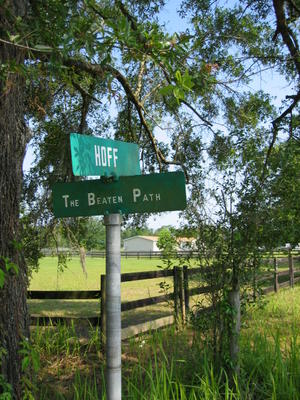 HOFF
THE BEATEN PATH